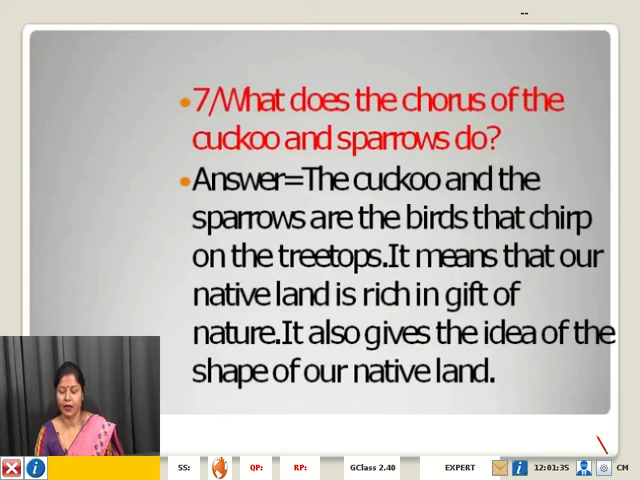 --
7/What does the chorus of the
cuckoo and sparrows do?
Answer=The cuckoo and the
sparrows are the birds that chirp
on the treetops.It means that our
native land is rich in gift of
nature.It also gives the idea of the
shape of our native land.
SS: QP: RP: GClass 2.40 EXPERT 12:01:35 CM